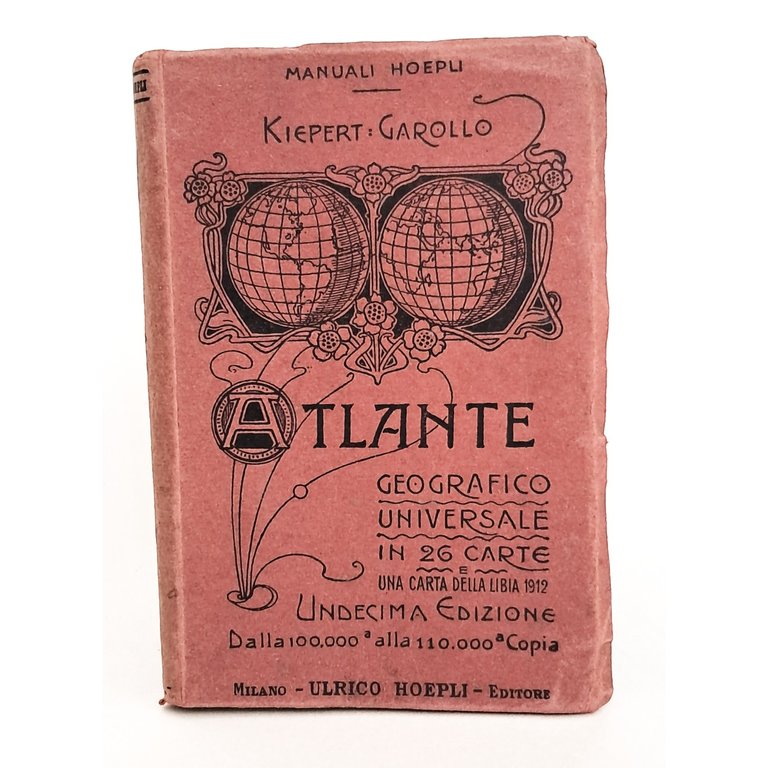 MANUALI HOEPLI
KIEPERT : GAROLLO
ATLANTE
GEOGRAFICO
UNIVERSALE
IN 26 CARTE
E
UNA CARTA DELLA LIBIA 1912
UNDECIMA EDIZIONE
Dalla 100.000ª alla 110.000ª Copia
MILANO - ULRICO HOEPLI - EDITORE